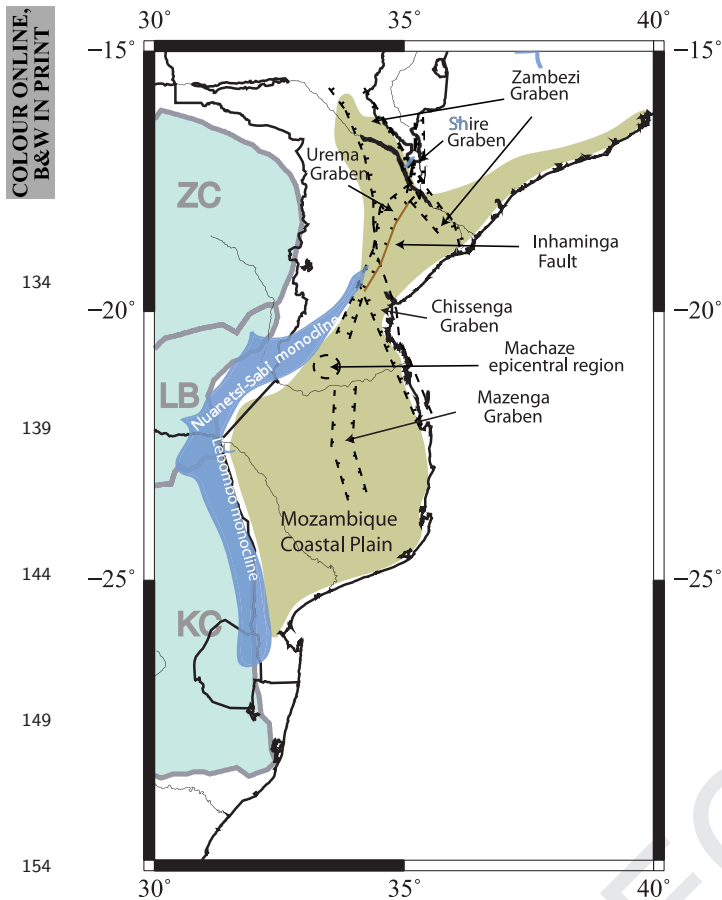 COLOUR ONLINE,
B&W IN PRINT
30˚
35˚
40˚
−15˚
−15˚
Zambezi
Graben
Shire
Graben
Urema
Graben
ZC
Inhaminga
Fault
134
−20˚
−20˚
Chissenga
Graben
Nuanetsi-Sabi monocline
Machaze
epicentral region
LB
Mazenga
Graben
139
Lebombo monocline
Mozambique
Coastal Plain
144
−25˚
−25˚
KC
149
154
30˚
35˚
40˚